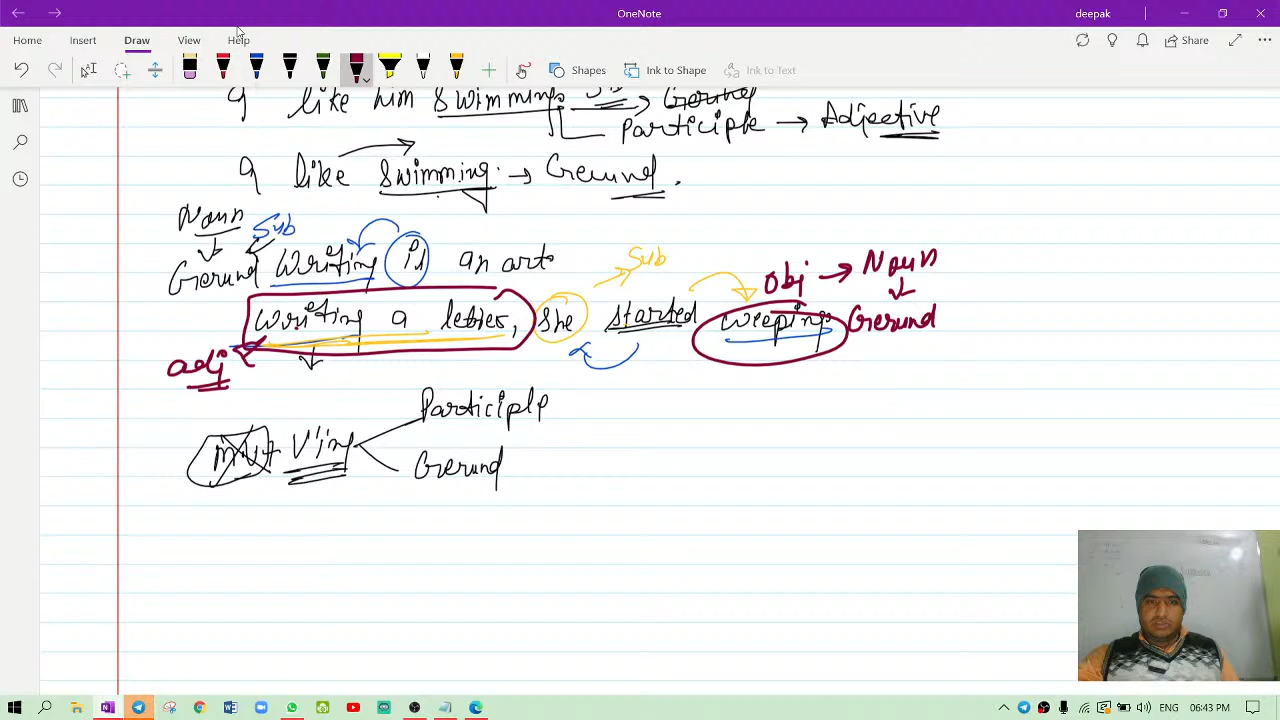 OneNote
deepak
Home Insert Draw View Help
Share
Shapes
Ink to Shape
Ink to Text
I like him swimming → Gerund
Participle → Adjective
I like swimming. → Gerund.
Noun
Sub
Gerund Writing is an art
Sub
Obj → Noun
Writing a letter, she started weeping Gerund
adj
Participle
M.V + V'ing
Gerund
ENG 06:43 PM